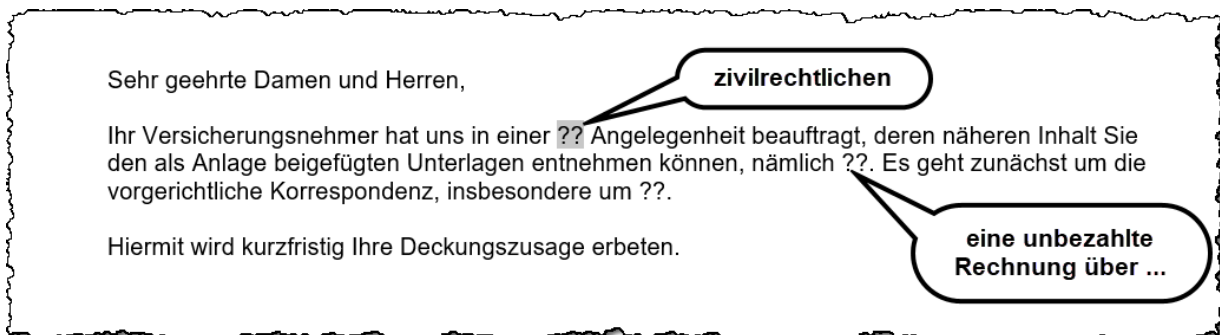 Sehr geehrte Damen und Herren,
zivilrechtlichen
Ihr Versicherungsnehmer hat uns in einer ?? Angelegenheit beauftragt, deren näheren Inhalt Sie
den als Anlage beigefügten Unterlagen entnehmen können, nämlich ??. Es geht zunächst um die
vorgerichtliche Korrespondenz, insbesondere um ??.
Hiermit wird kurzfristig Ihre Deckungszusage erbeten.
eine unbezahlte
Rechnung über ...